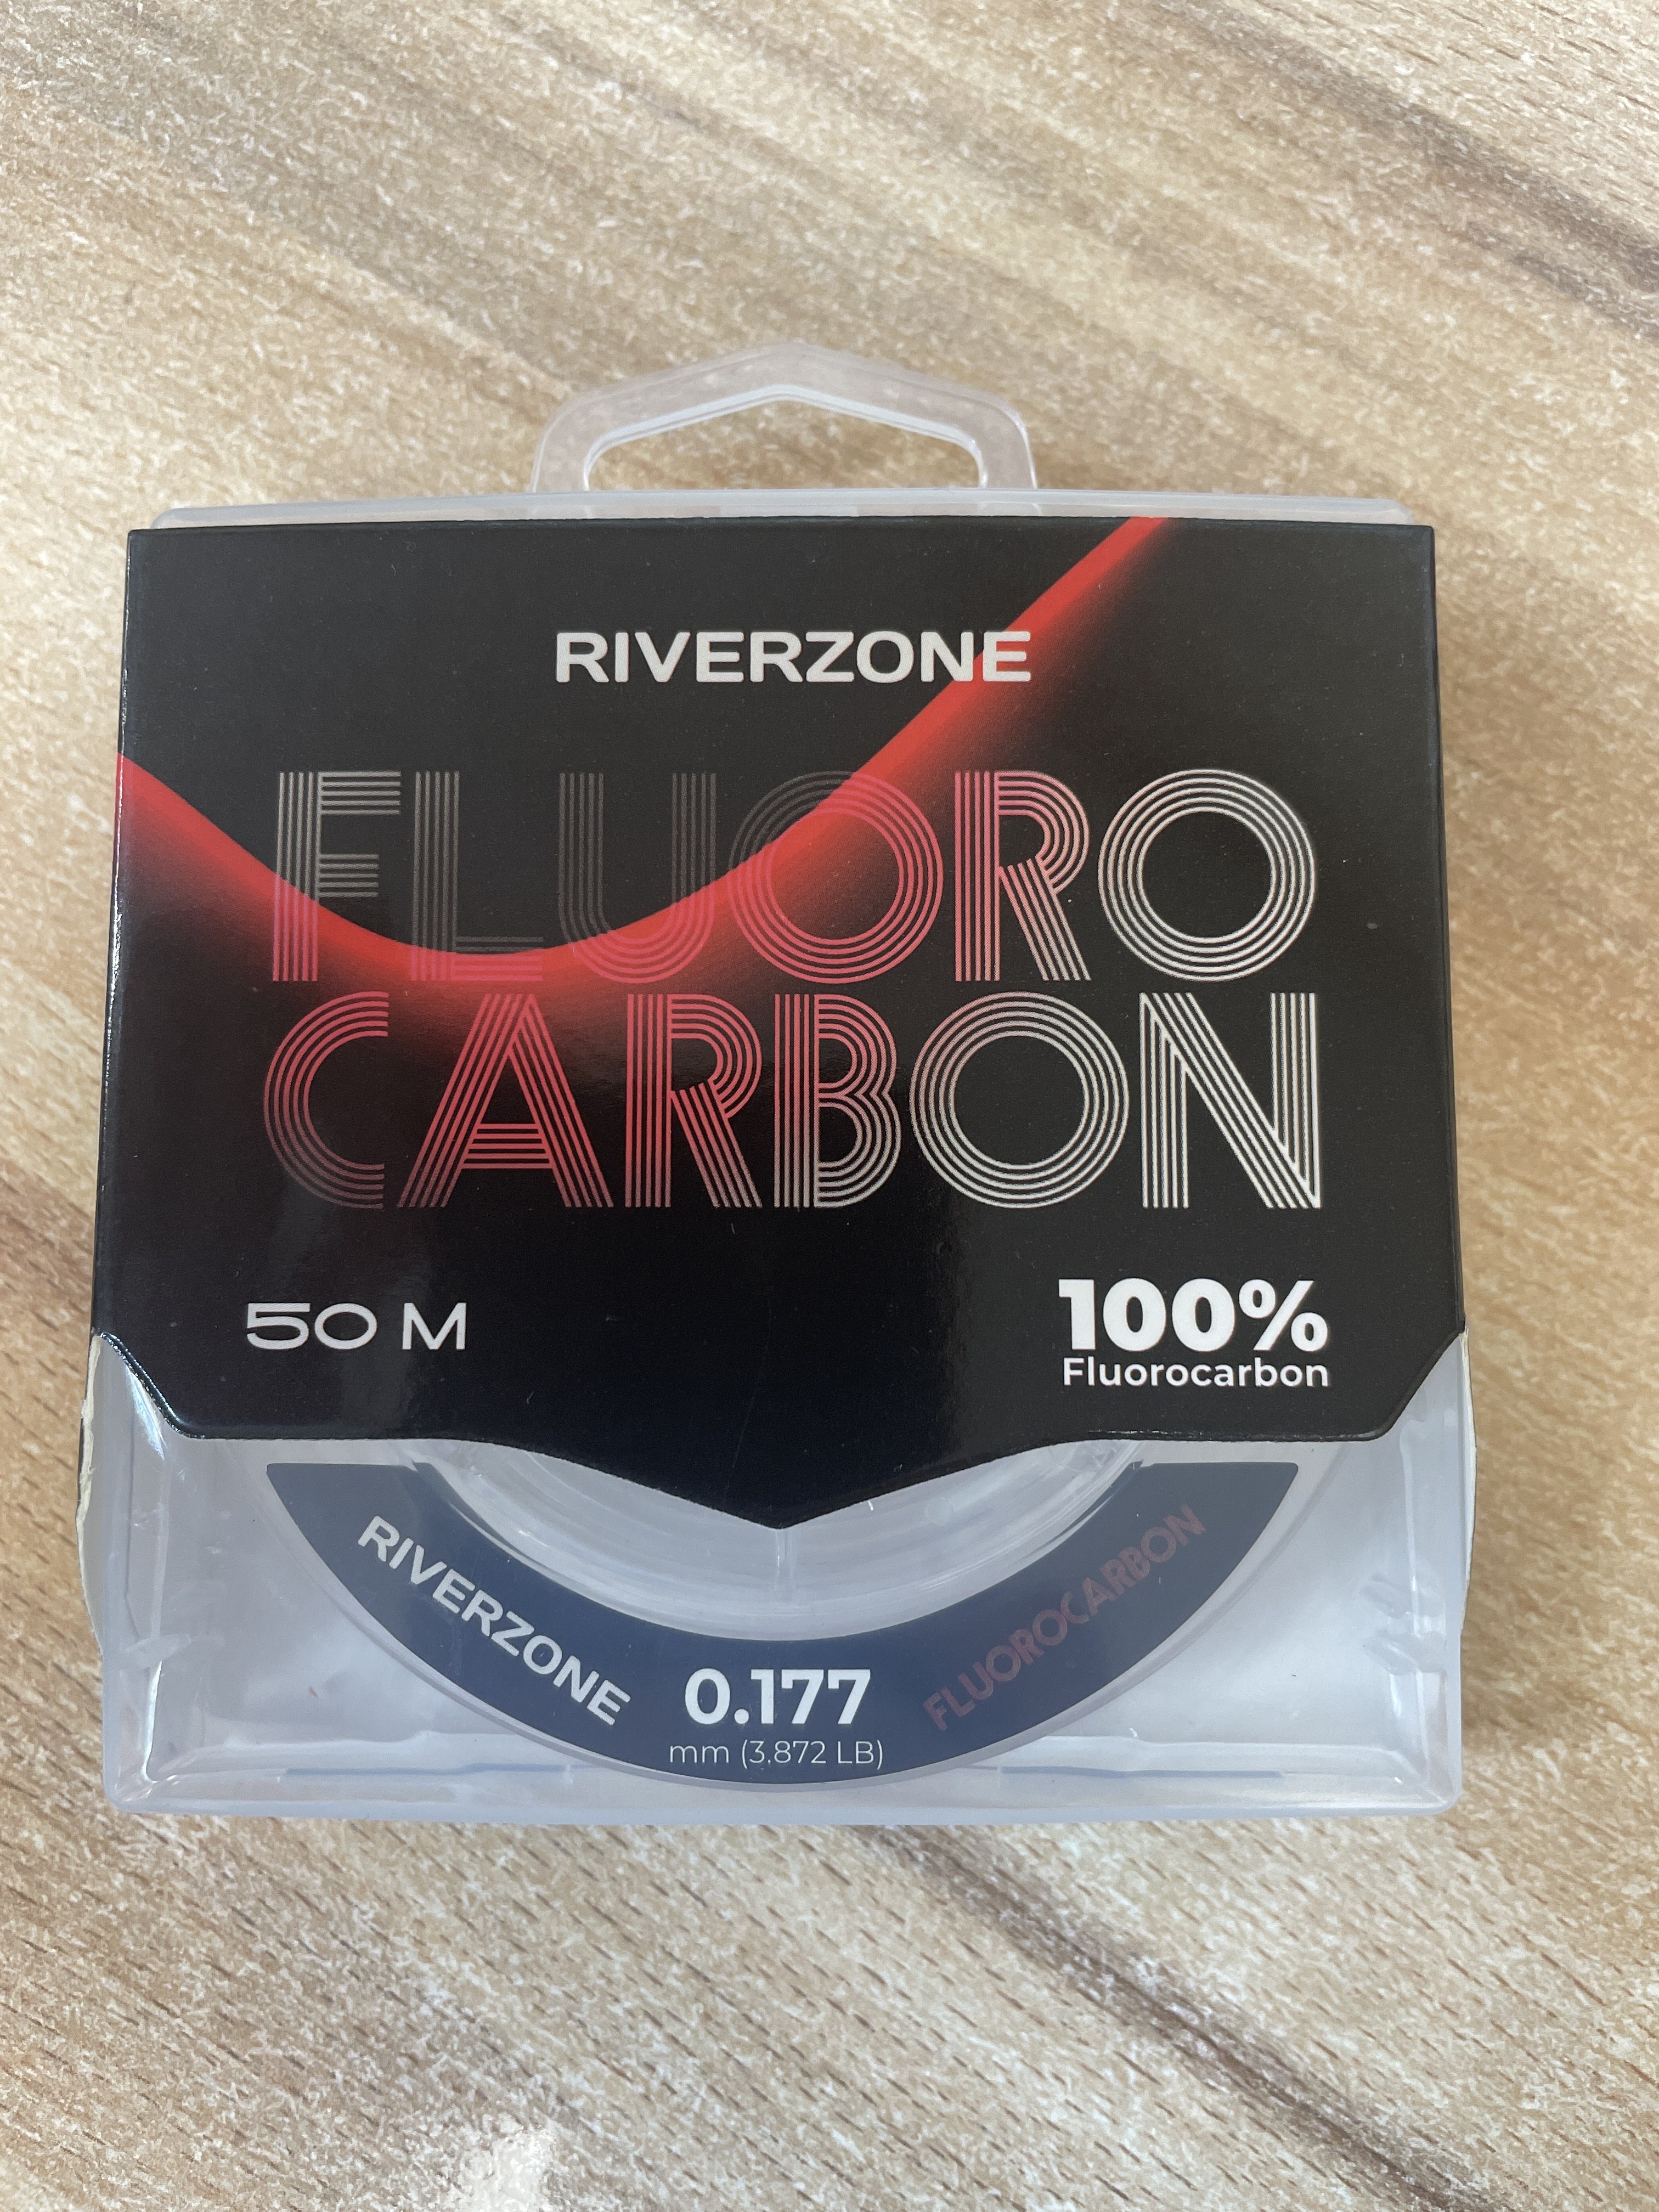 RIVERZONE
FLUORO
CARBON
50 M
100%
Fluorocarbon
RIVERZONE
0.177
mm (3.872 LB)
FLUOROCARBON